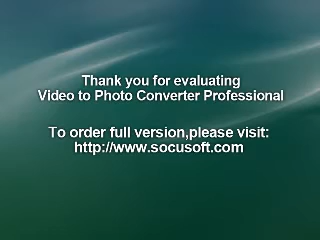 Thank you for evaluating
Video to Photo Converter Professional
To order full version,please visit:
http://www.socusoft.com